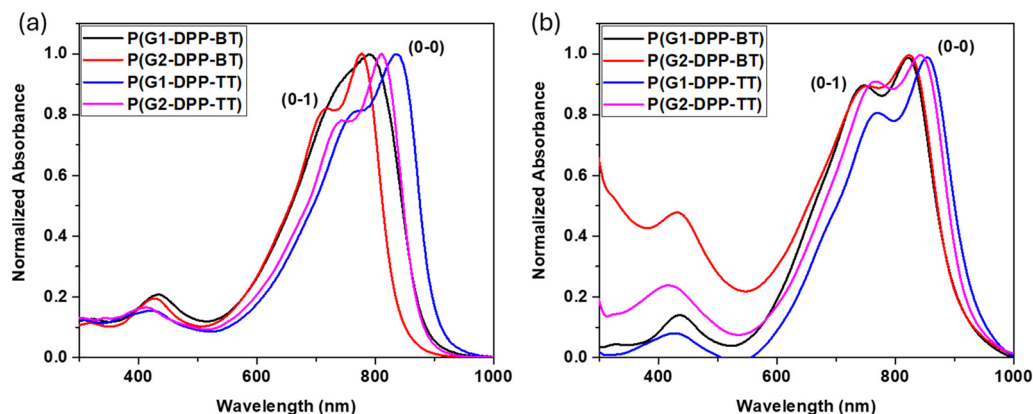 (a)
P(G1-DPP-BT)
P(G2-DPP-BT)
P(G1-DPP-TT)
P(G2-DPP-TT)
(0-0)
(0-1)
Normalized Absorbance
1.0
0.8
0.6
0.4
0.2
0.0
400 600 800 1000
Wavelength (nm)
(b)
P(G1-DPP-BT)
P(G2-DPP-BT)
P(G1-DPP-TT)
P(G2-DPP-TT)
(0-0)
(0-1)
Normalized Absorbance
1.0
0.8
0.6
0.4
0.2
0.0
400 600 800 1000
Wavelength (nm)